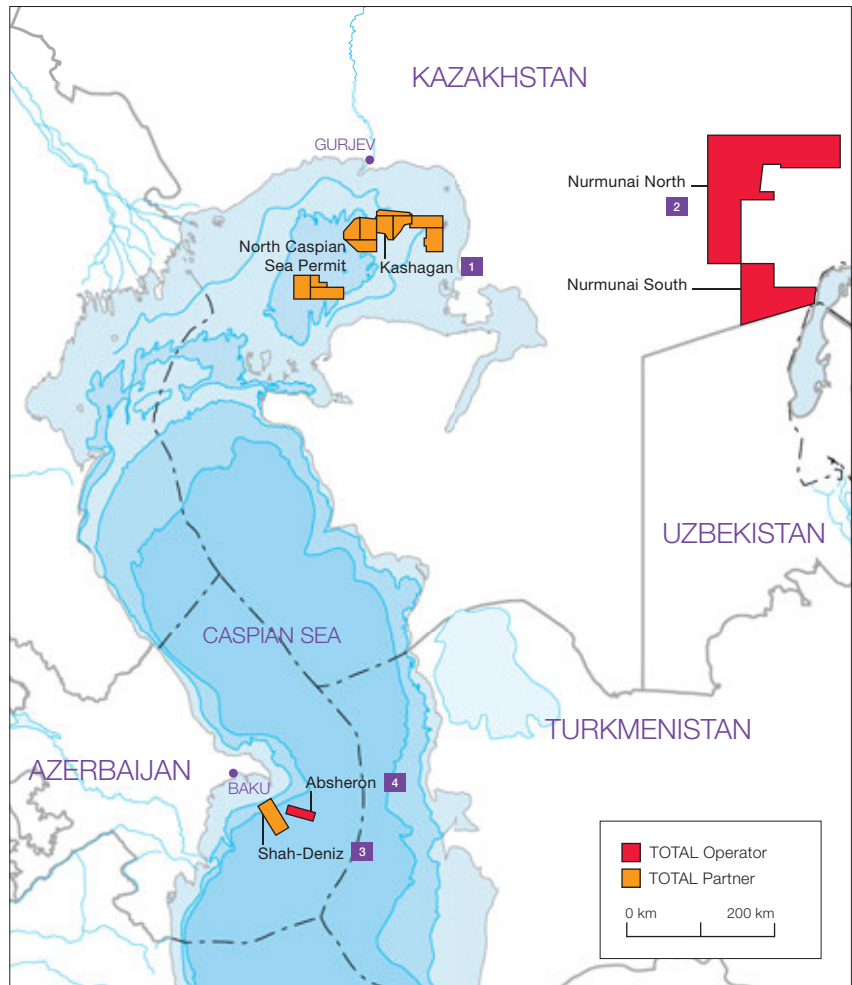 KAZAKHSTAN
GURJEV
Nurmunai North
2
North Caspian
Sea Permit
Kashagan 1
Nurmunai South
UZBEKISTAN
CASPIAN SEA
TURKMENISTAN
AZERBAIJAN
BAKU
Absheron 4
Shah-Deniz 3
TOTAL Operator
TOTAL Partner
0 km 200 km